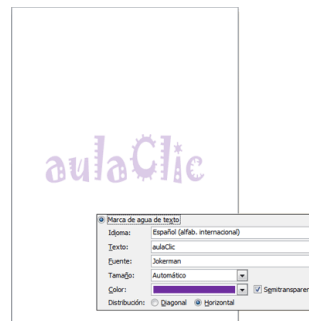 aulaClic
Marca de agua de texto
Idioma: Español (alfab. internacional)
Texto: aulaClic
Fuente: Jokerman
Tamaño: Automático
Color: Semitransparen
Distribución: Diagonal Horizontal